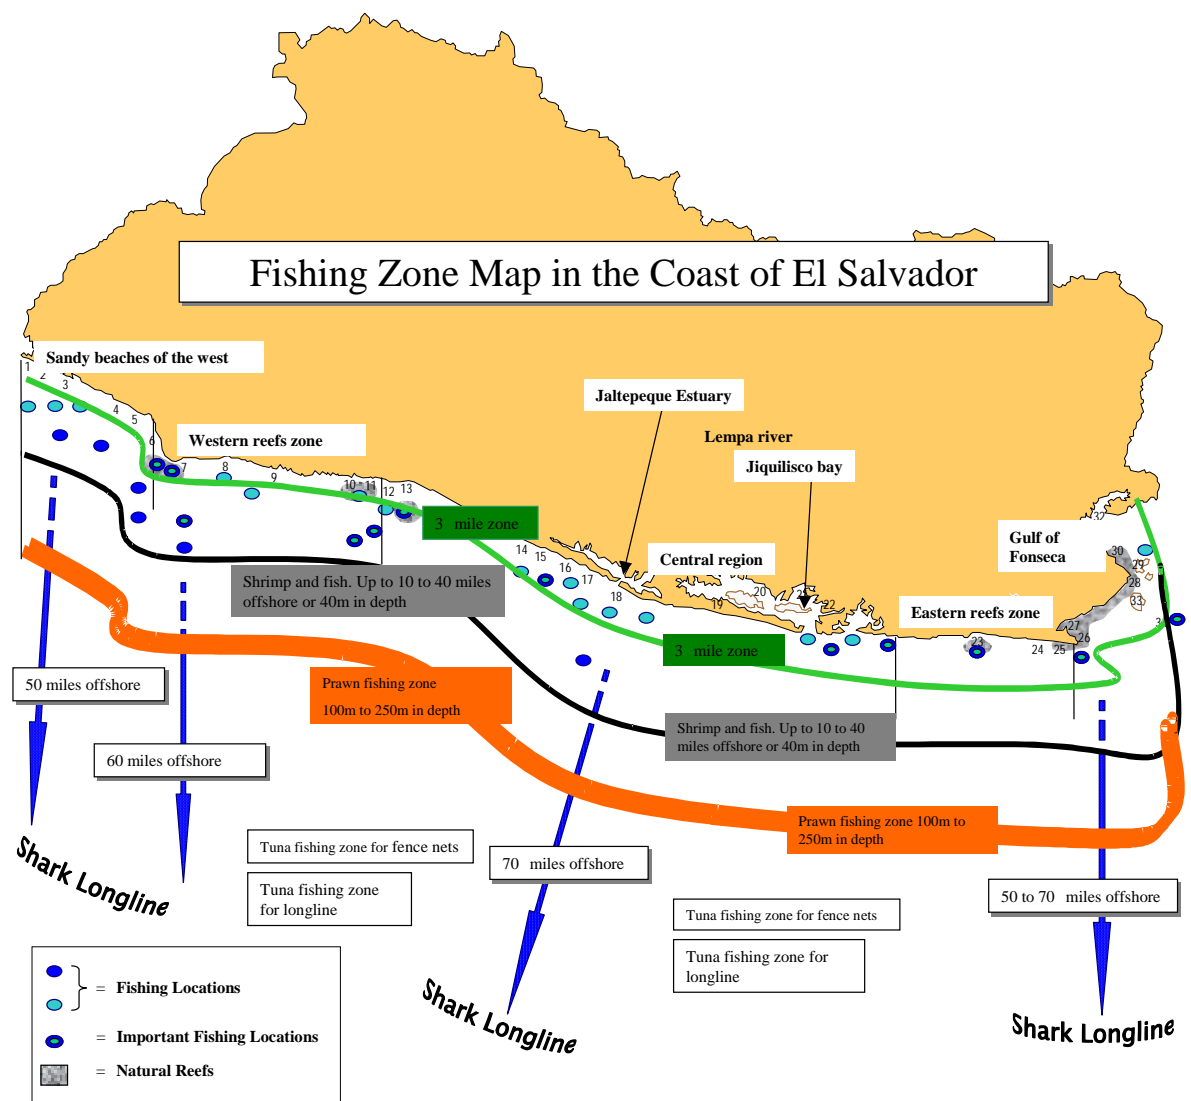 Fishing Zone Map in the Coast of El Salvador
Sandy beaches of the west
1
2
3
4
5
6
Western reefs zone
7
8
9
10
11
12
13
Jaltepeque Estuary
Lempa river
Jiquilisco bay
3 mile zone
Central region
14
15
16
17
18
19
20
22
Gulf of
Fonseca
32
30
29
28
33
27
26
25
24
23
3
Eastern reefs zone
Shrimp and fish. Up to 10 to 40 miles
offshore or 40m in depth
3 mile zone
50 miles offshore
Prawn fishing zone
100m to 250m in depth
Shrimp and fish. Up to 10 to 40
miles offshore or 40m in depth
60 miles offshore
Prawn fishing zone 100m to
250m in depth
Tuna fishing zone for fence nets
70 miles offshore
Tuna fishing zone
for longline
50 to 70 miles offshore
Shark Longline
Tuna fishing zone for fence nets
Tuna fishing zone for
longline
Shark Longline
Shark Longline
= Fishing Locations
= Important Fishing Locations
= Natural Reefs